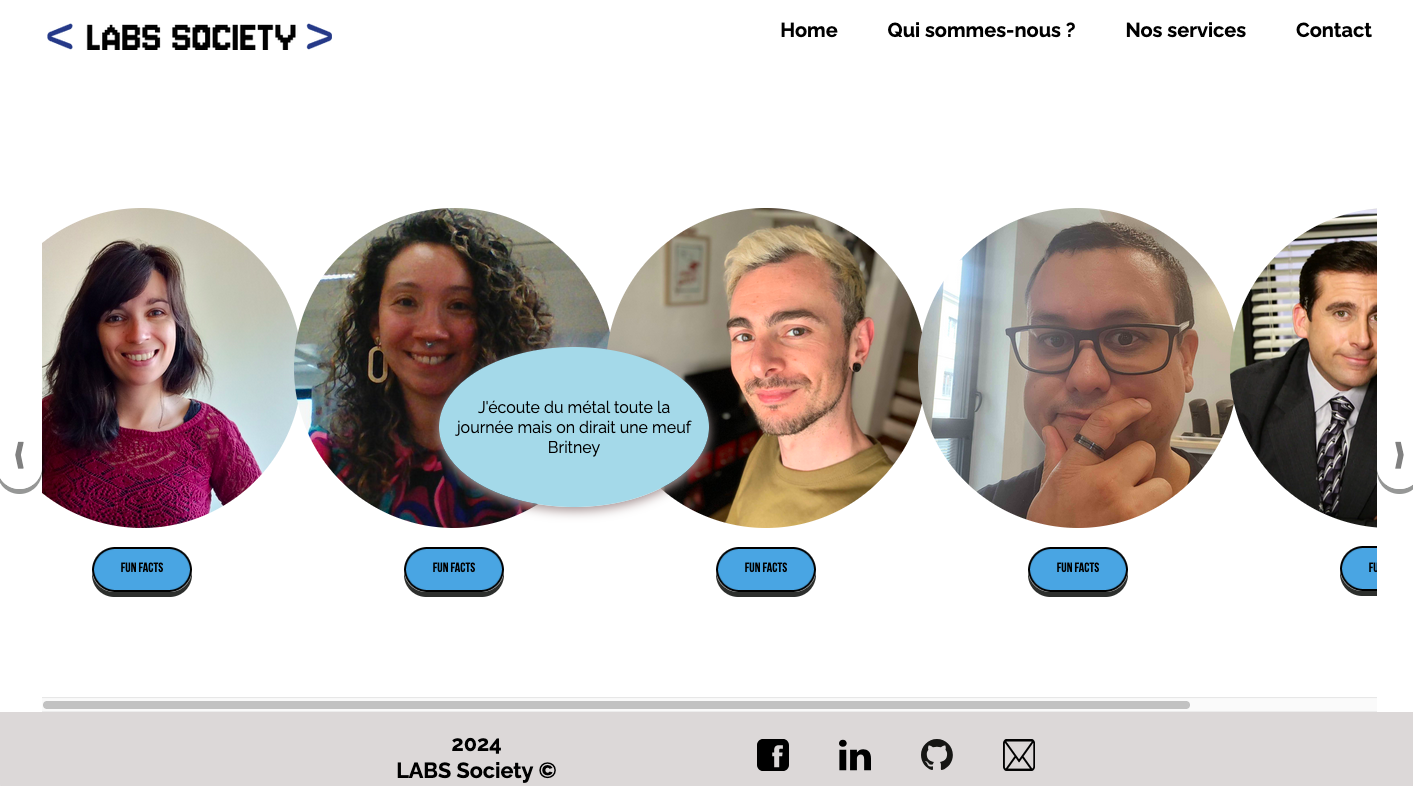 < LABS SOCIETY >
Home
Qui sommes-nous ?
Nos services
Contact
J'écoute du métal toute la
journée mais on dirait une meuf
Britney
FUN FACTS
FUN FACTS
FUN FACTS
FUN FACTS
FU
2024
LABS Society ©